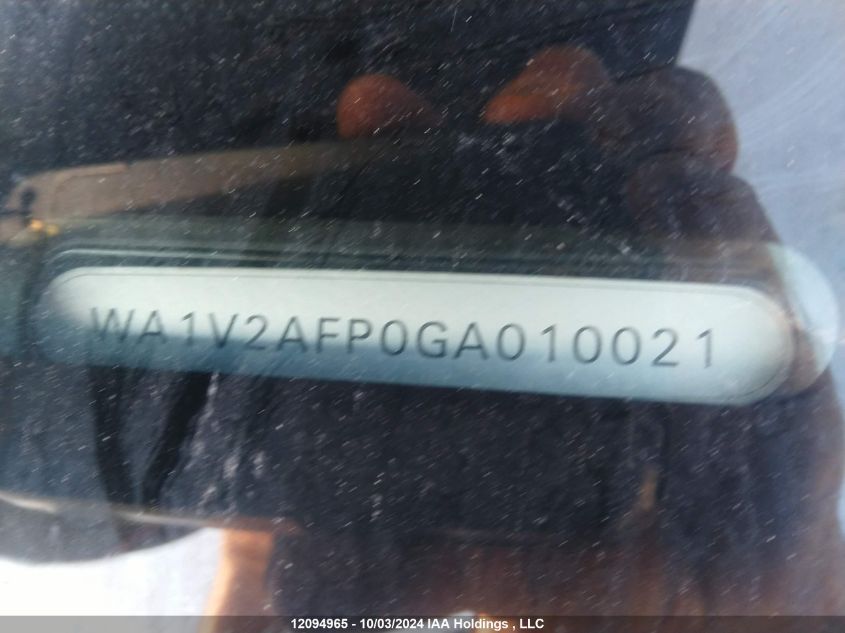 WA1V2AFP0GA010021
12094965 - 10/03/2024 IAA Holdings , LLC